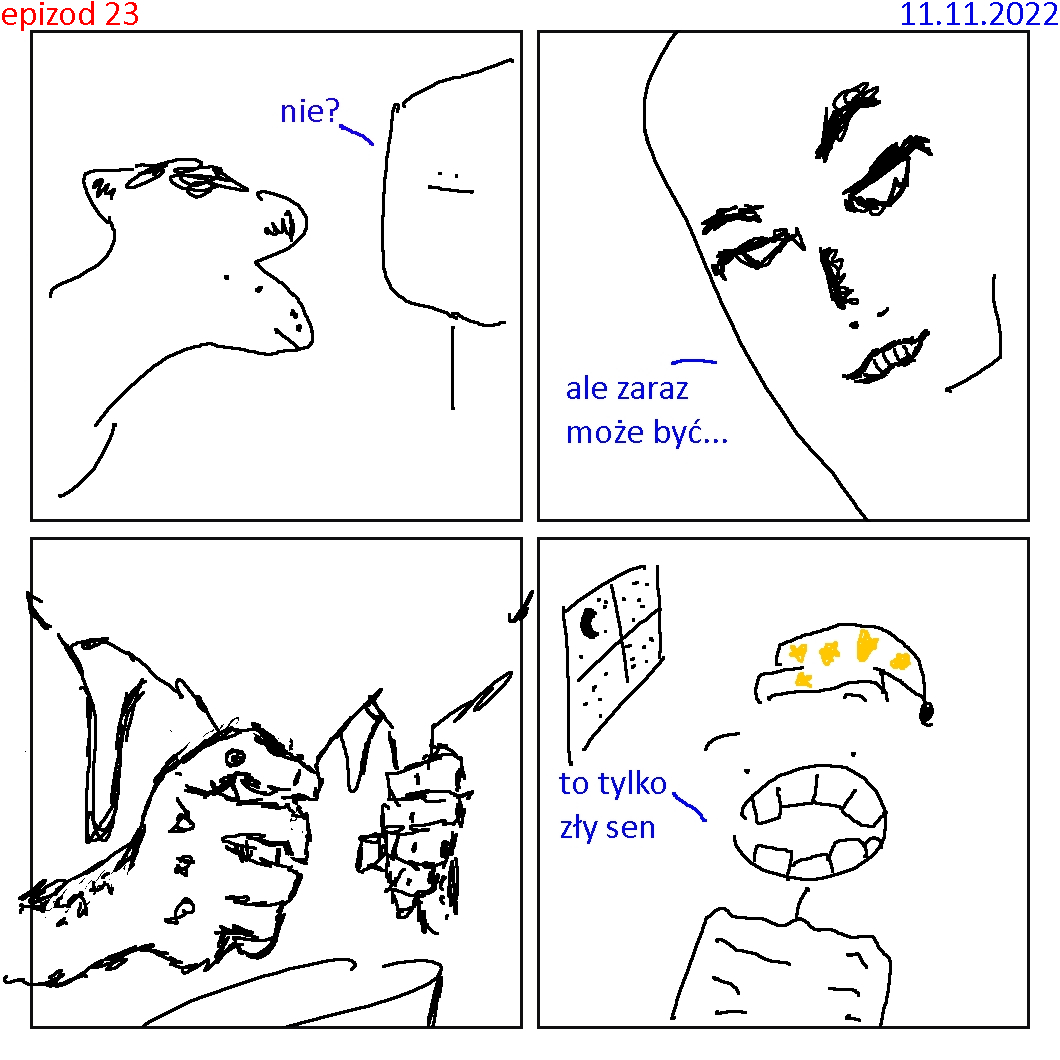 epizod 23
11.11.2022
nie?
ale zaraz
może być...
to tylko
zły sen